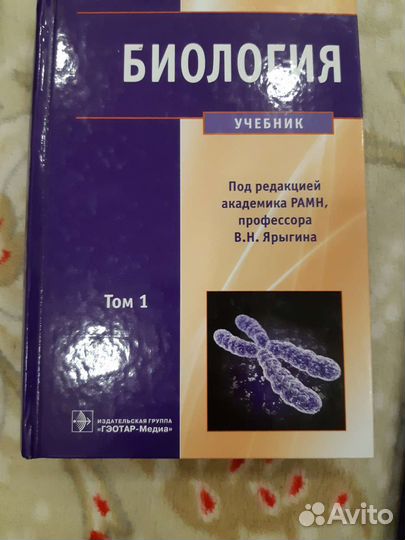 БИОЛОГИЯ
УЧЕБНИК
Под редакцией
академика РАМН,
профессора
В.Н. Ярыгина
Том 1
ИЗДАТЕЛЬСКАЯ ГРУППА
«ГЭОТАР-Медиа»
Avito